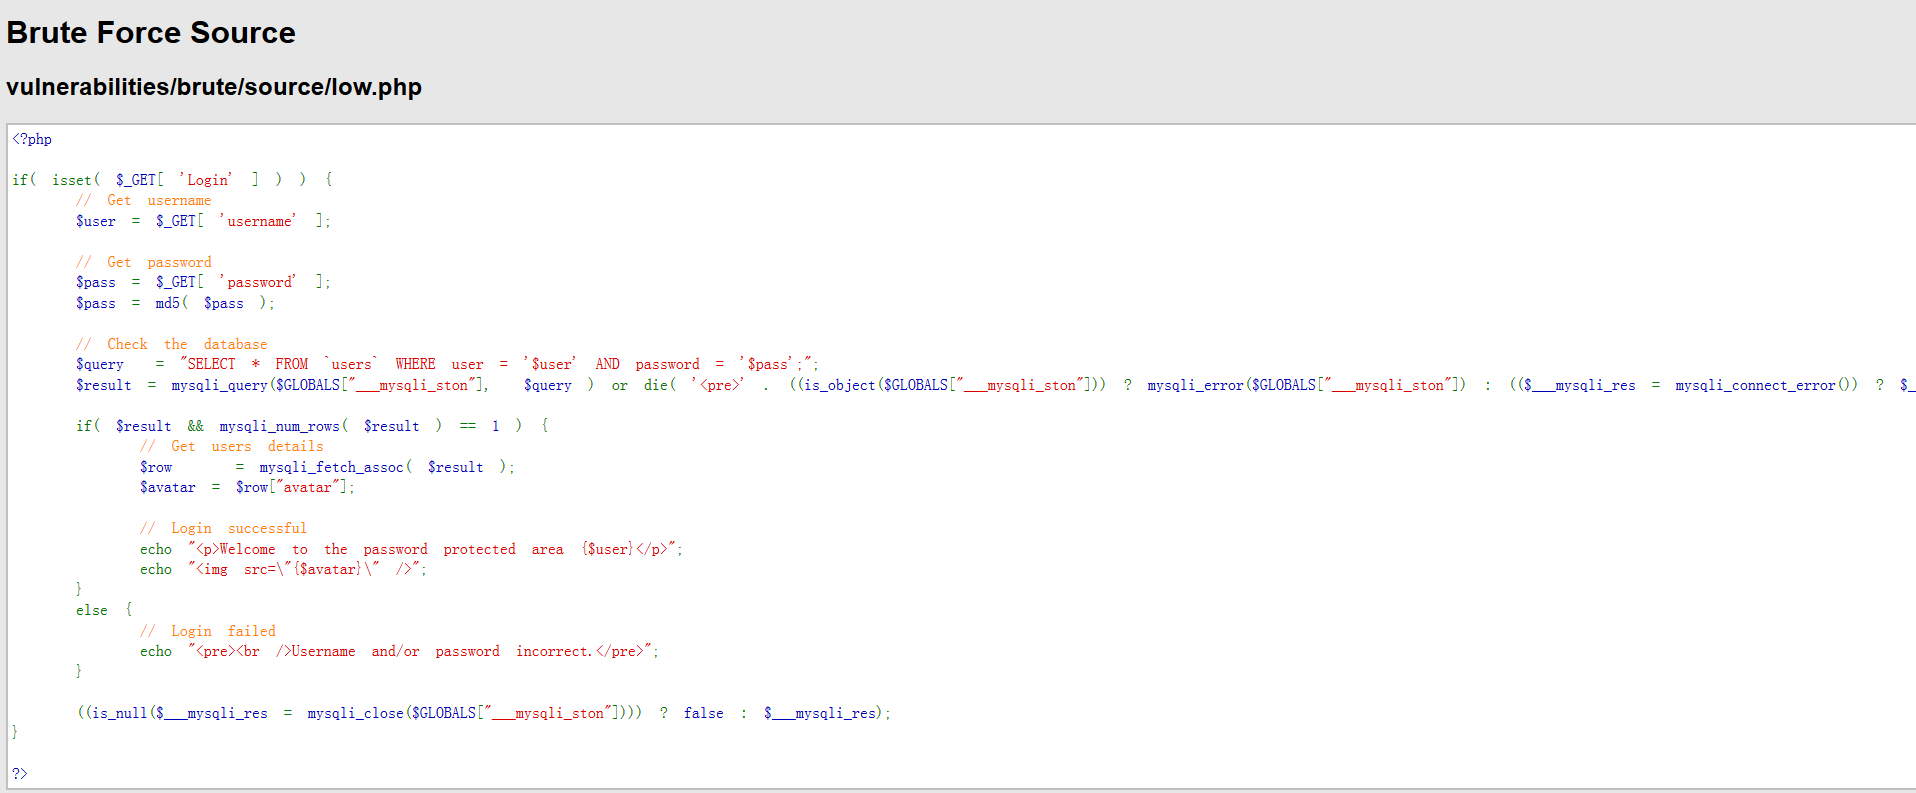 Brute Force Source
vulnerabilities/brute/source/low.php
<?php
if( isset( $_GET[ 'Login' ] ) ) {
// Get username
$user = $_GET[ 'username' ];
// Get password
$pass = $_GET[ 'password' ];
$pass = md5( $pass );
// Check the database
$query = "SELECT * FROM `users` WHERE user = '$user' AND password = '$pass';";
$result = mysqli_query($GLOBALS["___mysqli_ston"], $query ) or die( '<pre>' . ((is_object($GLOBALS["___mysqli_ston"])) ? mysqli_error($GLOBALS["___mysqli_ston"]) : (($___mysqli_res = mysqli_connect_error()) ? $_
if( $result && mysqli_num_rows( $result ) == 1 ) {
// Get users details
$row = mysqli_fetch_assoc( $result );
$avatar = $row["avatar"];
// Login successful
echo "<p>Welcome to the password protected area {$user}</p>";
echo "<img src=\"{$avatar}\" />";
}
else {
// Login failed
echo "<pre><br />Username and/or password incorrect.</pre>";
}
((is_null($___mysqli_res = mysqli_close($GLOBALS["___mysqli_ston"]))) ? false : $___mysqli_res);
}
?>